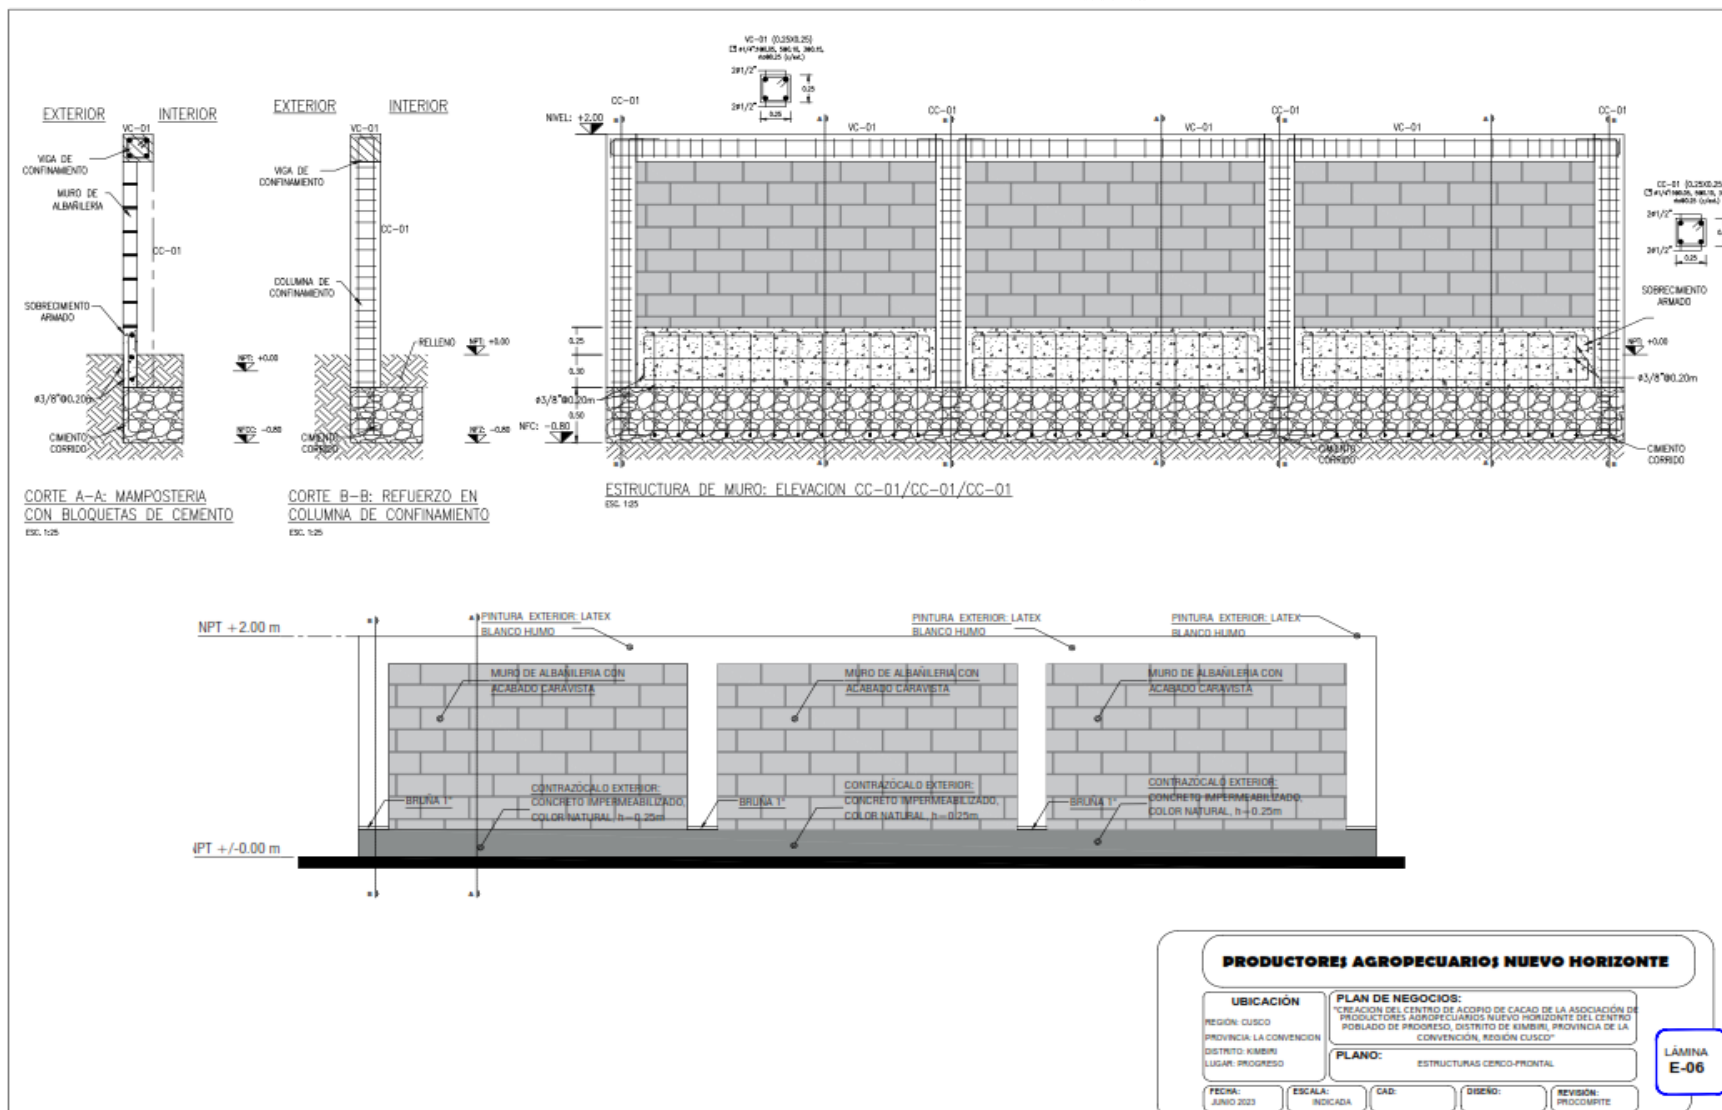 VC-01 (0.25X0.25)
2ø1/2"
2ø1/2"
0.25
0.25
EXTERIOR
INTERIOR
VC-01
VIGA DE
CONFINAMIENTO
MURO DE
ALBAÑILERIA
CC-01
SOBRECIMIENTO
ARMADO
NPT: +0.00
ø3/8"@0.20m
NFC: -0.80
CIMIENTO
CORRIDO
CORTE A-A: MAMPOSTERIA
CON BLOQUETAS DE CEMENTO
ESC. 1:25
EXTERIOR
INTERIOR
VC-01
VIGA DE
CONFINAMIENTO
CC-01
COLUMNA DE
CONFINAMIENTO
RELLENO
NPT: +0.00
NFZ: -0.80
CIMIENTO
CORRIDO
CORTE B-B: REFUERZO EN
COLUMNA DE CONFINAMIENTO
ESC. 1:25
CC-01
CC-01
CC-01
CC-01
NIVEL: +2.00
VC-01
VC-01
VC-01
CC-01 (0.25X0.25
2ø1/2"
2ø1/2"
0.25
SOBRECIMIENTO
ARMADO
NPT: +0.00
0.25
0.30
0.50
ø3/8"@0.20m
ø3/8"@0.20m
NFC: -0.80
CIMIENTO
CORRIDO
CIMIENTO
CORRIDO
ESTRUCTURA DE MURO: ELEVACION CC-01/CC-01/CC-01
ESC. 1:25
NPT +2.00 m
PINTURA EXTERIOR: LATEX
BLANCO HUMO
PINTURA EXTERIOR: LATEX
BLANCO HUMO
PINTURA EXTERIOR: LATEX
BLANCO HUMO
MURO DE ALBAÑILERIA CON
ACABADO CARAVISTA
MURO DE ALBAÑILERIA CON
ACABADO CARAVISTA
MURO DE ALBAÑILERIA CON
ACABADO CARAVISTA
BRUÑA 1"
CONTRAZÓCALO EXTERIOR:
CONCRETO IMPERMEABILIZADO,
COLOR NATURAL, h=0.25m
BRUÑA 1"
CONTRAZÓCALO EXTERIOR:
CONCRETO IMPERMEABILIZADO,
COLOR NATURAL, h=0.25m
BRUÑA 1"
CONTRAZÓCALO EXTERIOR:
CONCRETO IMPERMEABILIZADO,
COLOR NATURAL, h=0.25m
NPT +/-0.00 m
PRODUCTORES AGROPECUARIOS NUEVO HORIZONTE
UBICACIÓN
REGIÓN: CUSCO
PROVINCIA: LA CONVENCION
DISTRITO: KIMBIRI
LUGAR: PROGRESO
PLAN DE NEGOCIOS:
"CREACION DEL CENTRO DE ACOPIO DE CACAO DE LA ASOCIACIÓN DE
PRODUCTORES AGROPECUARIOS NUEVO HORIZONTE DEL CENTRO
POBLADO DE PROGRESO, DISTRITO DE KIMBIRI, PROVINCIA DE LA
CONVENCIÓN, REGIÓN CUSCO"
PLANO:
ESTRUCTURAS CERCO-FRONTAL
LÁMINA
E-06
FECHA:
JUNIO 2023
ESCALA:
INDICADA
CAD:
DISEÑO:
REVISIÓN:
PROCOMPITE